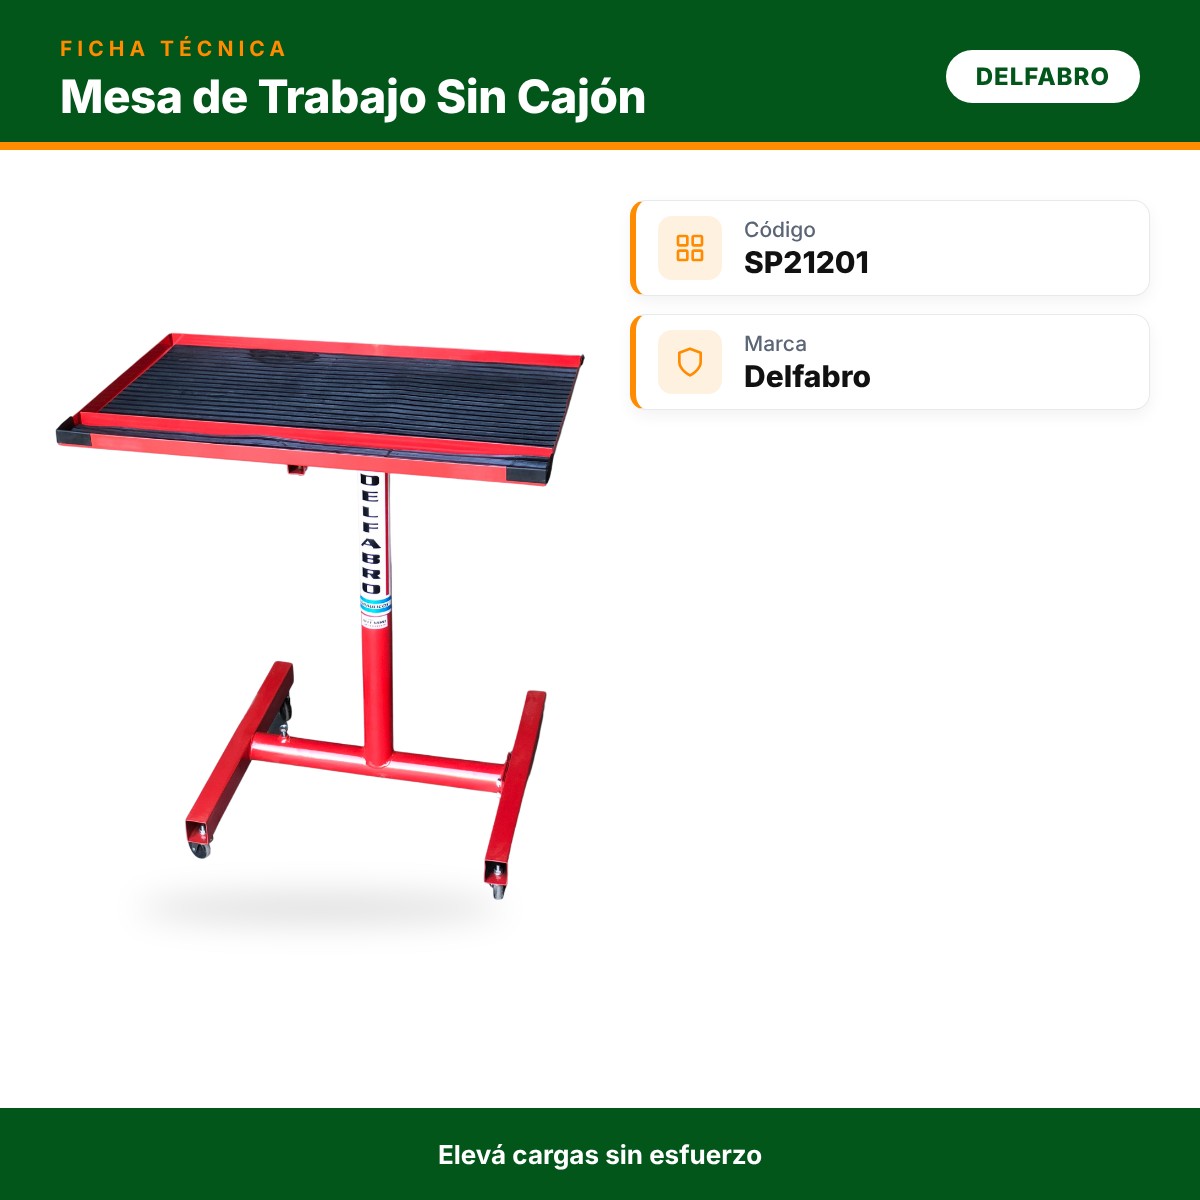 FICHA TÉCNICA
Mesa de Trabajo Sin Cajón
DELFABRO
Código
SP21201
Marca
Delfabro
DELFABRO
Elevá cargas sin esfuerzo